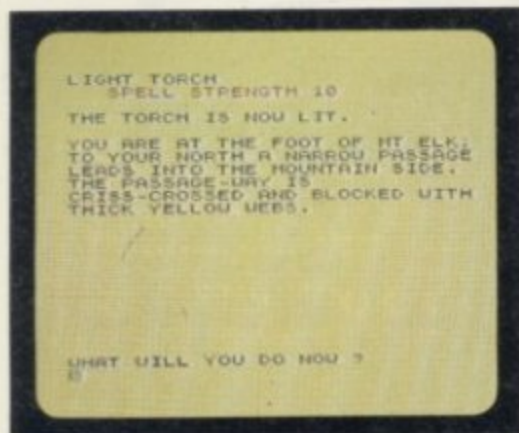 LIGHT TORCH
SPELL STRENGTH 10
THE TORCH IS NOW LIT.
YOU ARE AT THE FOOT OF MT ELK;
TO YOUR NORTH A NARROW PASSAGE
LEADS INTO THE MOUNTAIN SIDE.
THE PASSAGE-WAY IS
CRISS-CROSSED AND BLOCKED WITH
THICK YELLOW WEBS.
WHAT WILL YOU DO NOW ?